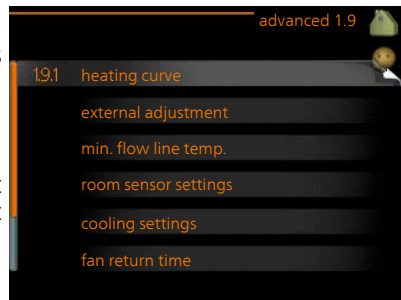 advanced 1.9
1.9.1 heating curve
external adjustment
min. flow line temp.
room sensor settings
cooling settings
fan return time